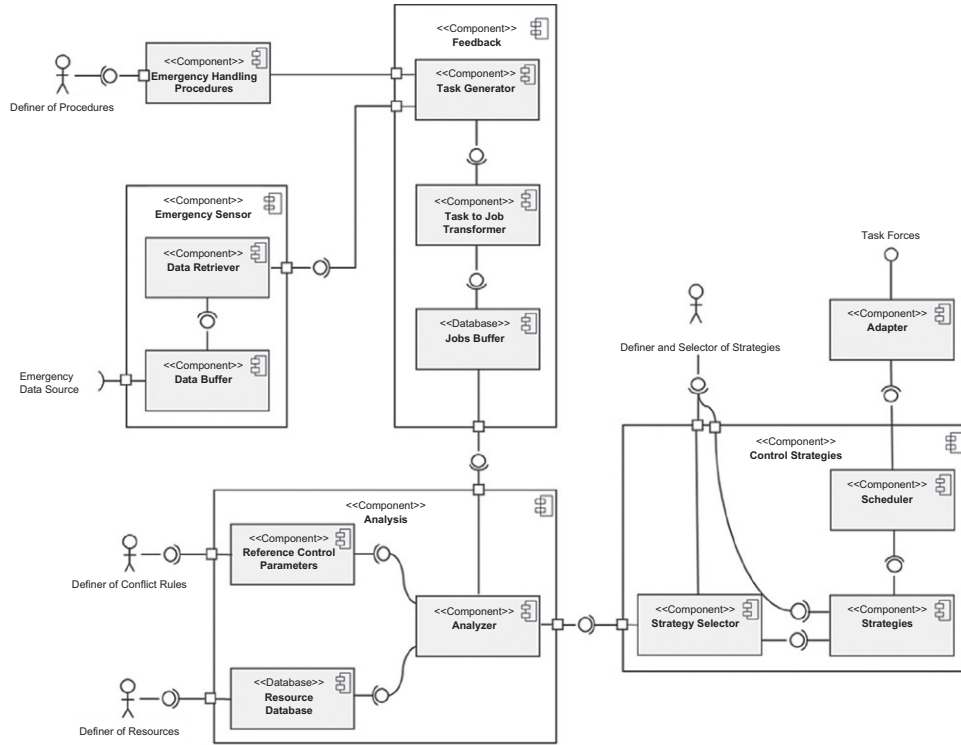 <<Component>>
Feedback
<<Component>>
Emergency Handling
Procedures
Definer of Procedures
<<Component>>
Task Generator
<<Component>>
Emergency Sensor
<<Component>>
Data Retriever
<<Component>>
Data Buffer
Emergency
Data Source
<<Component>>
Task to Job
Transformer
<<Database>>
Jobs Buffer
Task Forces
<<Component>>
Adapter
Definer and Selector of Strategies
<<Component>>
Control Strategies
<<Component>>
Scheduler
<<Component>>
Strategy Selector
<<Component>>
Strategies
<<Component>>
Analysis
<<Component>>
Reference Control
Parameters
Definer of Conflict Rules
<<Component>>
Analyzer
<<Database>>
Resource
Database
Definer of Resources